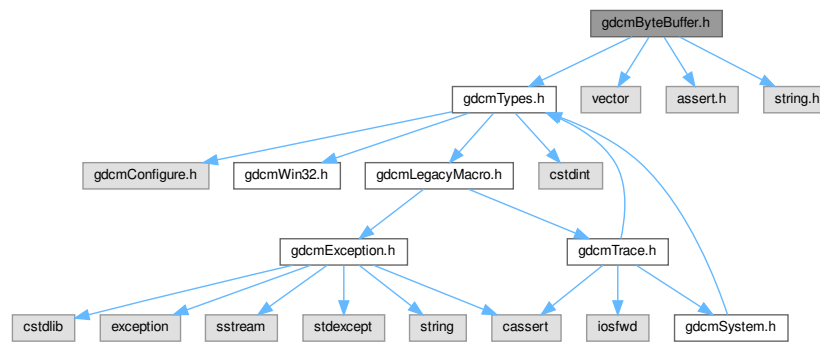 gdcmByteBuffer.h
gdcmTypes.h
vector
assert.h
string.h
gdcmConfigure.h
gdcmWin32.h
gdcmLegacyMacro.h
cstdint
gdcmException.h
gdcmTrace.h
cstdlib
exception
sstream
stdexcept
string
cassert
iosfwd
gdcmSystem.h